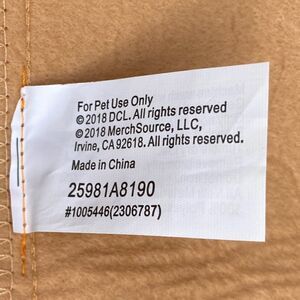 For Pet Use Only
© 2018 DCL. All rights reserved
© 2018 MerchSource, LLC,
Irvine, CA 92618. All rights reserved.
Made in China
25981A8190
#1005446(2306787)